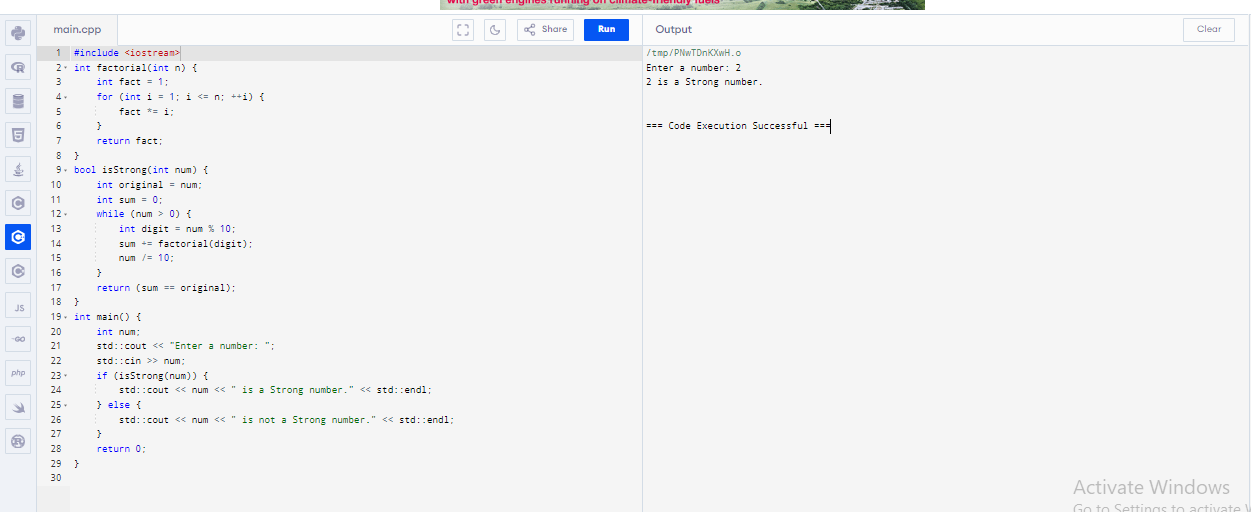 with green engines running on climate-friendly fuels
main.cpp
Share
Run
Output
Clear
1 #include <iostream>
2 int factorial(int n) {
3 int fact = 1;
4 for (int i = 1; i <= n; ++i) {
5 fact *= i;
6 }
7 return fact;
8 }
9 bool isStrong(int num) {
10 int original = num;
11 int sum = 0;
12 while (num > 0) {
13 int digit = num % 10;
14 sum += factorial(digit);
15 num /= 10;
16 }
17 return (sum == original);
18 }
19 int main() {
20 int num;
21 std::cout << "Enter a number: ";
22 std::cin >> num;
23 if (isStrong(num)) {
24 std::cout << num << " is a Strong number." << std::endl;
25 } else {
26 std::cout << num << " is not a Strong number." << std::endl;
27 }
28 return 0;
29 }
30
/tmp/PNwTDnKXwH.o
Enter a number: 2
2 is a Strong number.
=== Code Execution Successful ===
JS
GO
php
Activate Windows
Go to Settings to activate